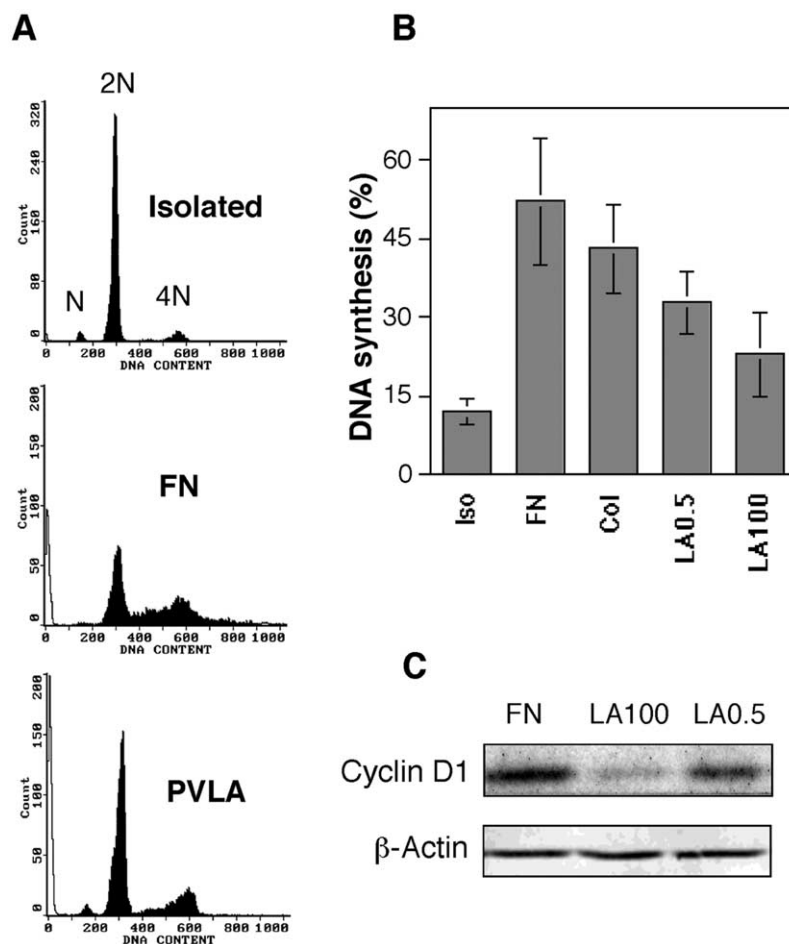 A
2N
320
240
160
80
0
Count
Isolated
N
4N
0 200 400 600 800 1000
DNA CONTENT
200
150
100
50
0
Count
FN
0 200 400 600 800 1000
DNA CONTENT
200
150
100
50
0
Count
PVLA
0 200 400 600 800 1000
DNA CONTENT
B
DNA synthesis (%)
60
45
30
15
0
Iso
FN
Col
LA0.5
LA100
C
FN LA100 LA0.5
Cyclin D1
β-Actin